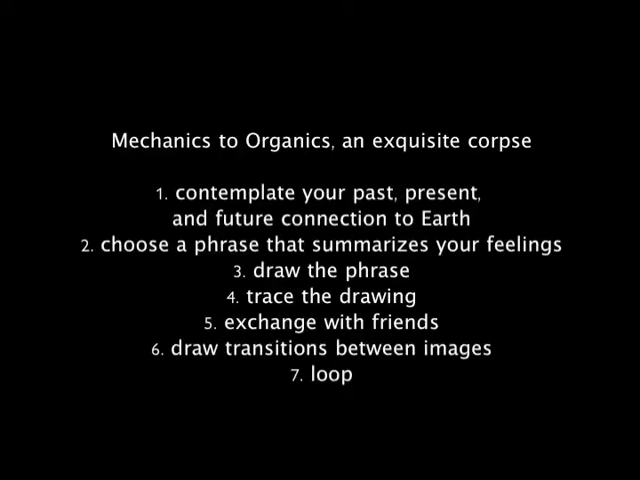 Mechanics to Organics, an exquisite corpse
1. contemplate your past, present,
and future connection to Earth
2. choose a phrase that summarizes your feelings
3. draw the phrase
4. trace the drawing
5. exchange with friends
6. draw transitions between images
7. loop